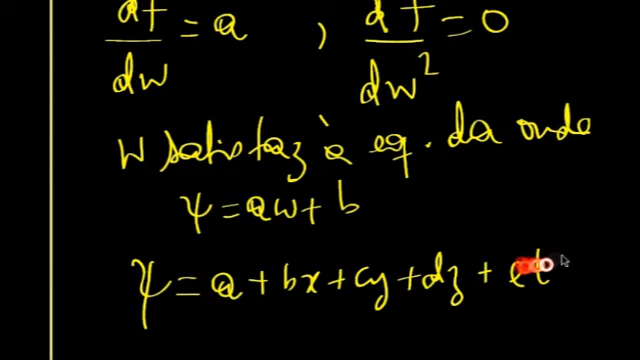 df/dw = a , d²f/dw² = 0
W satisfaz à eq. da onda
ψ = aw + b
ψ = a + bx + cy + dz + et